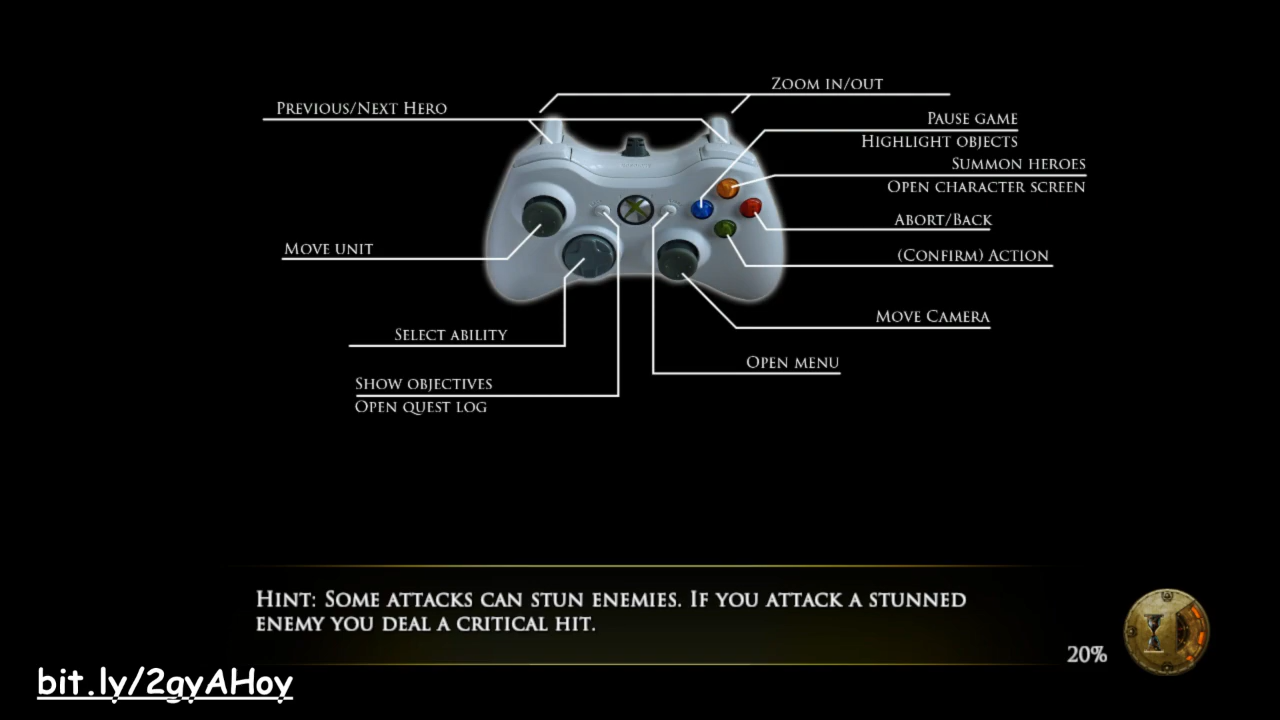 Zoom in/out
Previous/Next Hero
Pause game
Highlight objects
Summon heroes
Open character screen
Abort/Back
Move unit
(Confirm) Action
Move Camera
Select ability
Open menu
Show objectives
Open quest log
Hint: Some attacks can stun enemies. If you attack a stunned
enemy you deal a critical hit.
20%
bit.ly/2gyAHoy